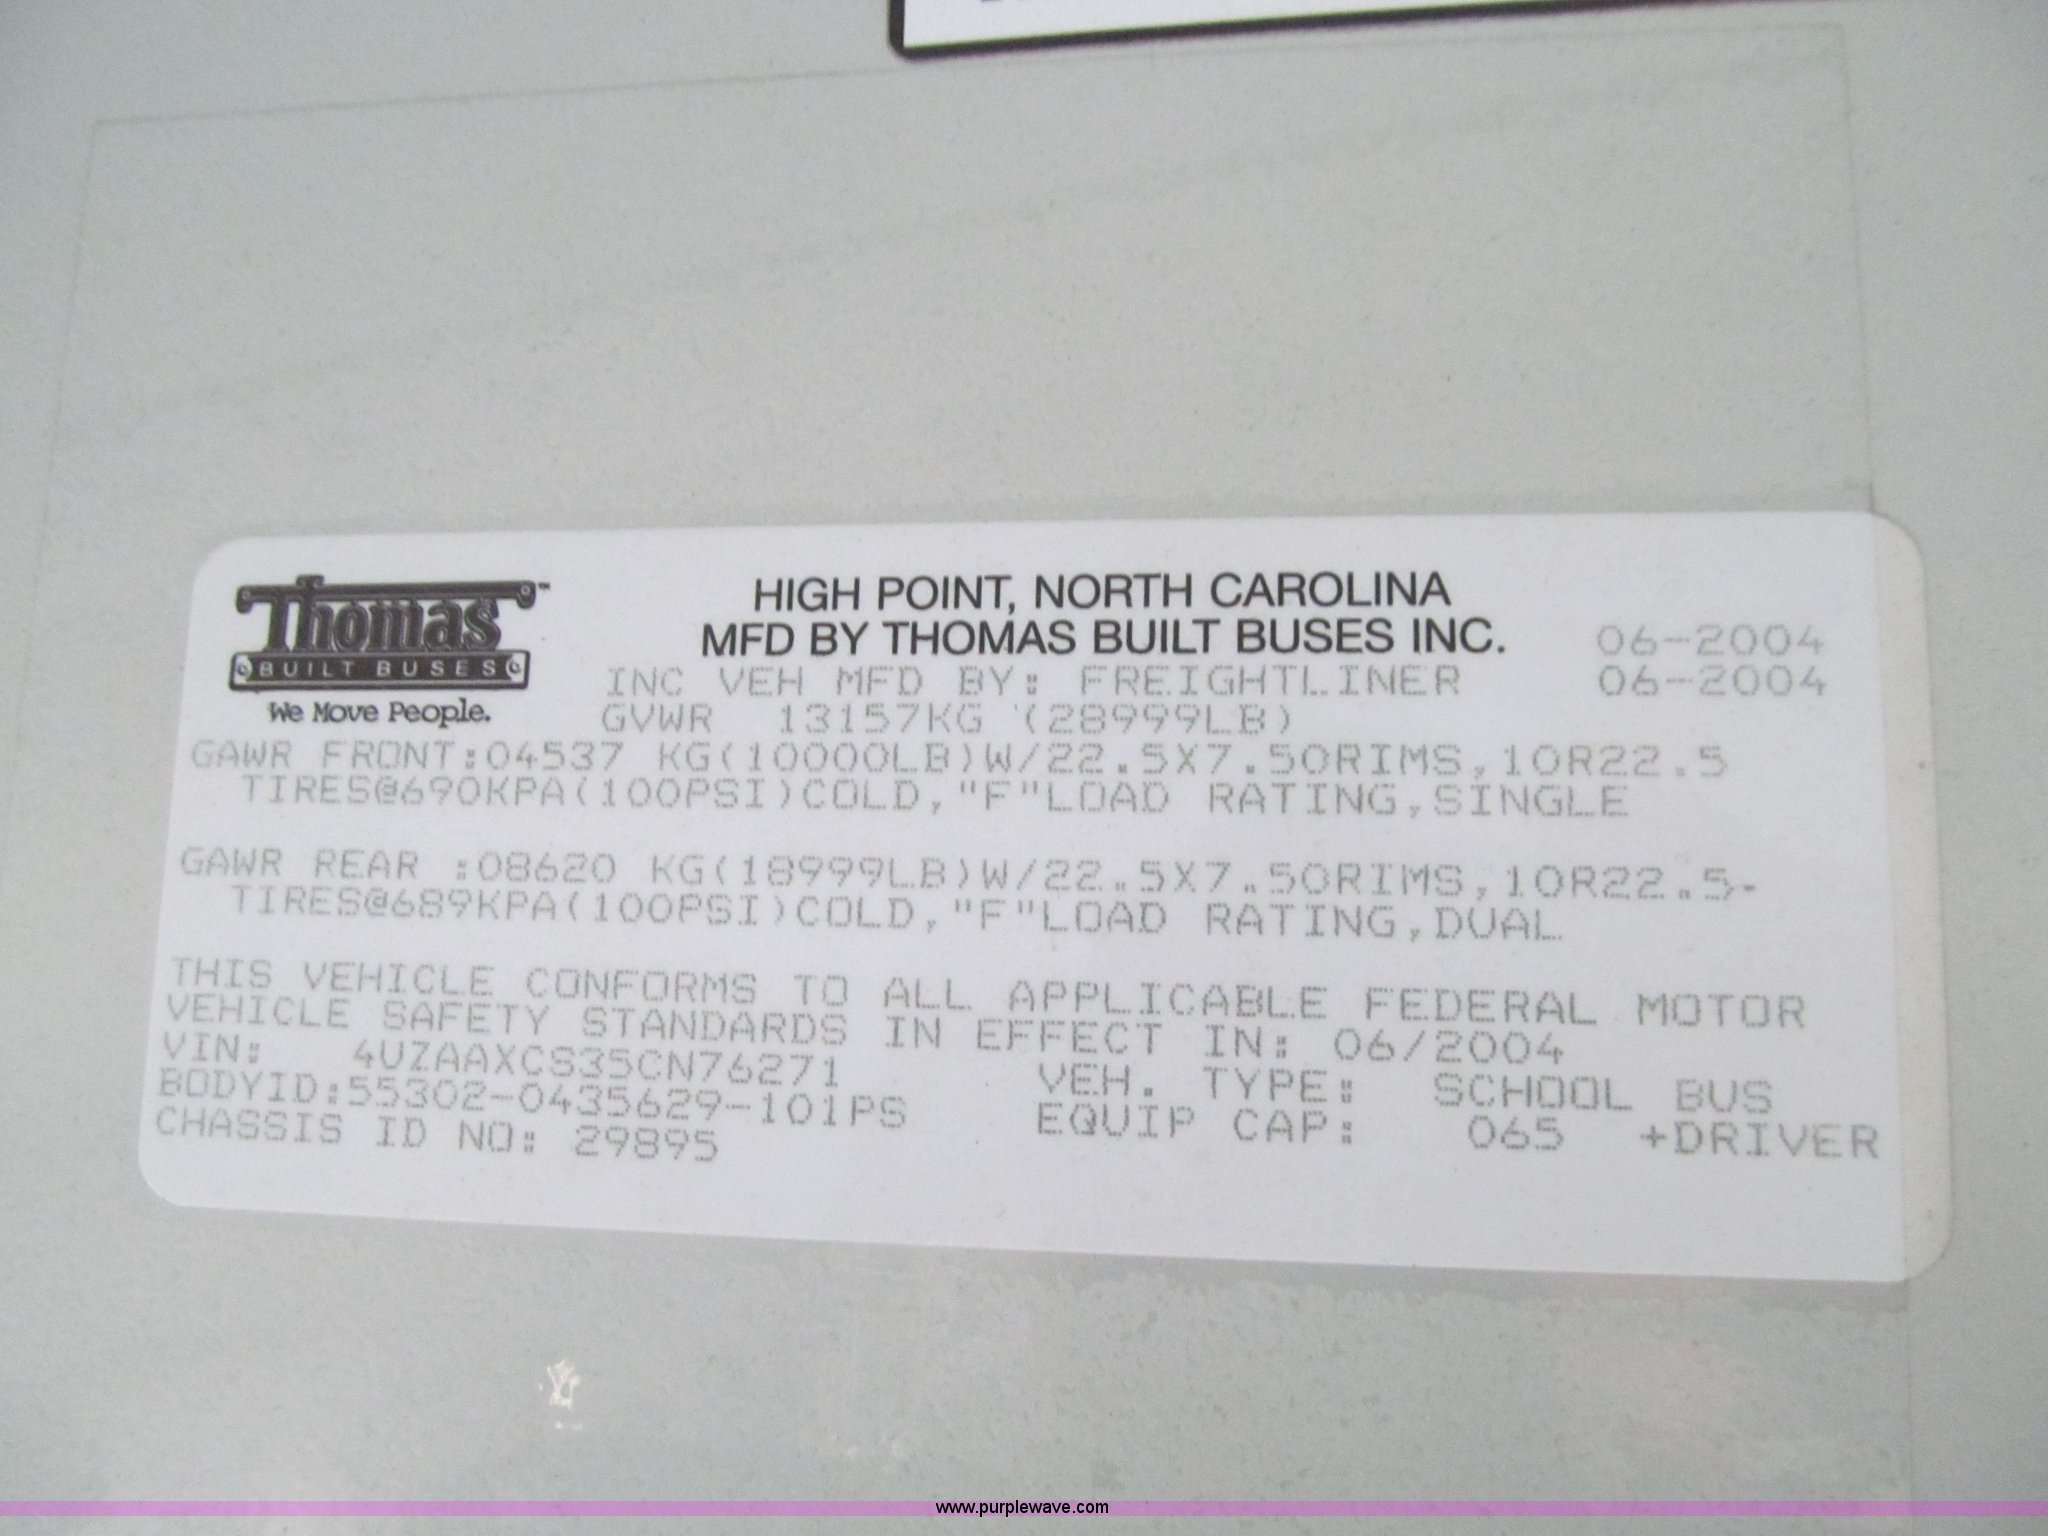 Thomas™
BUILT BUSES
We Move People.
HIGH POINT, NORTH CAROLINA
MFD BY THOMAS BUILT BUSES INC. 06-2004
INC VEH MFD BY: FREIGHTLINER 06-2004
GVWR 13157KG (28999LB)
GAWR FRONT:04537 KG(10000LB)W/22.5X7.50RIMS,10R22.5
TIRES@690KPA(100PSI)COLD,"F"LOAD RATING,SINGLE
GAWR REAR :08620 KG(18999LB)W/22.5X7.50RIMS,10R22.5-
TIRES@689KPA(100PSI)COLD,"F"LOAD RATING,DUAL
THIS VEHICLE CONFORMS TO ALL APPLICABLE FEDERAL MOTOR
VEHICLE SAFETY STANDARDS IN EFFECT IN: 06/2004
VIN: 4UZAAXCS35CN76271 VEH. TYPE: SCHOOL BUS
BODYID:55302-0435629-101PS EQUIP CAP: 065 +DRIVER
CHASSIS ID NO: 29895
www.purplewave.com